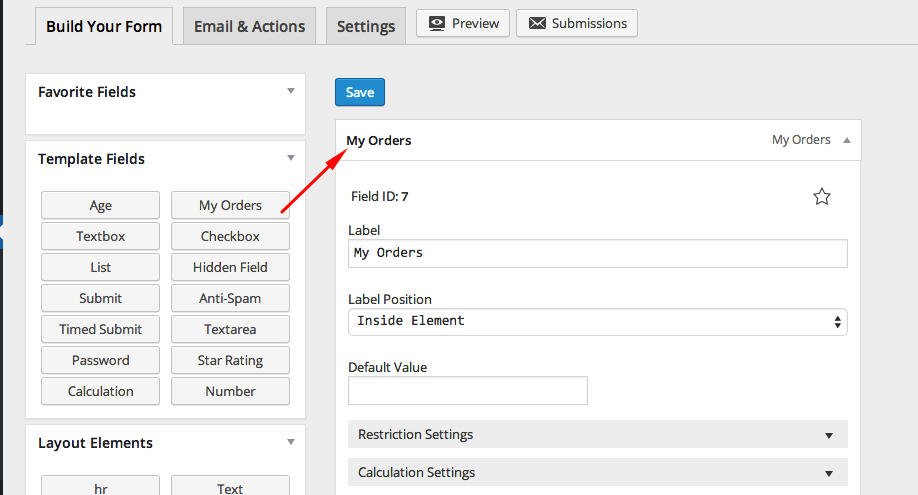 Build Your Form
Email & Actions
Settings
Preview
Submissions
Favorite Fields
Template Fields
Age
My Orders
Textbox
Checkbox
List
Hidden Field
Submit
Anti-Spam
Timed Submit
Textarea
Password
Star Rating
Calculation
Number
Layout Elements
hr
Text
Save
My Orders
My Orders
Field ID: 7
Label
My Orders
Label Position
Inside Element
Default Value
Restriction Settings
Calculation Settings